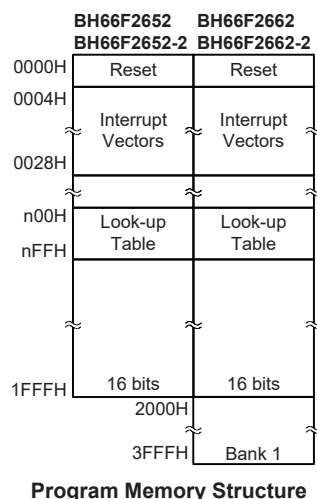 BH66F2652 BH66F2662
BH66F2652-2 BH66F2662-2
0000H Reset Reset
0004H
Interrupt Interrupt
Vectors Vectors
0028H
n00H
Look-up Look-up
Table Table
nFFH
1FFFH 16 bits 16 bits
2000H
3FFFH Bank 1
Program Memory Structure